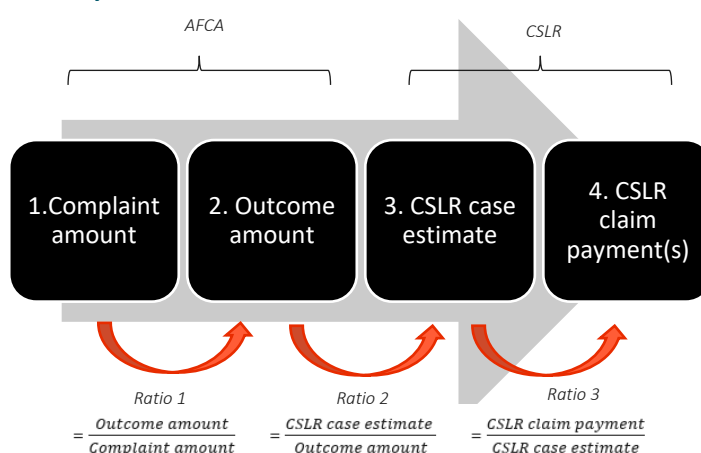 AFCA
CSLR
1.Complaint
amount
2. Outcome
amount
3. CSLR case
estimate
4. CSLR
claim
payment(s)
Ratio 1
= Outcome amount / Complaint amount
Ratio 2
= CSLR case estimate / Outcome amount
Ratio 3
= CSLR claim payment / CSLR case estimate